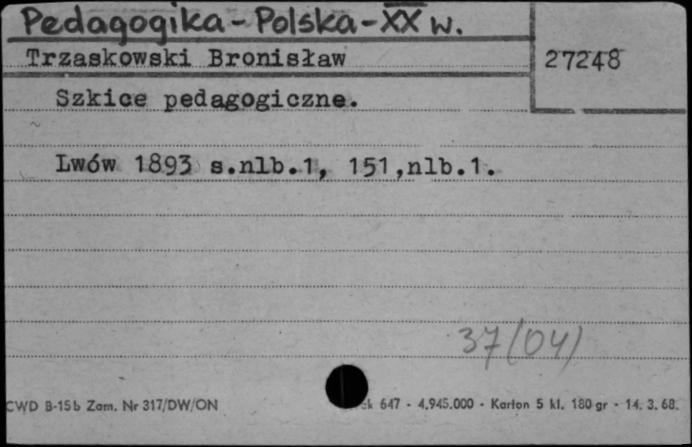 Pedagogika - Polska - XX w.
Trzaskowski Bronisław
27248
Szkice pedagogiczne.
Lwów 1893 s.nlb.1, 151,nlb.1.
37/(04)
CWD B-15b Zam. Nr 317/DW/ON
647 - 4.945.000 - Karton 5 kl. 180 gr - 14. 3. 68.